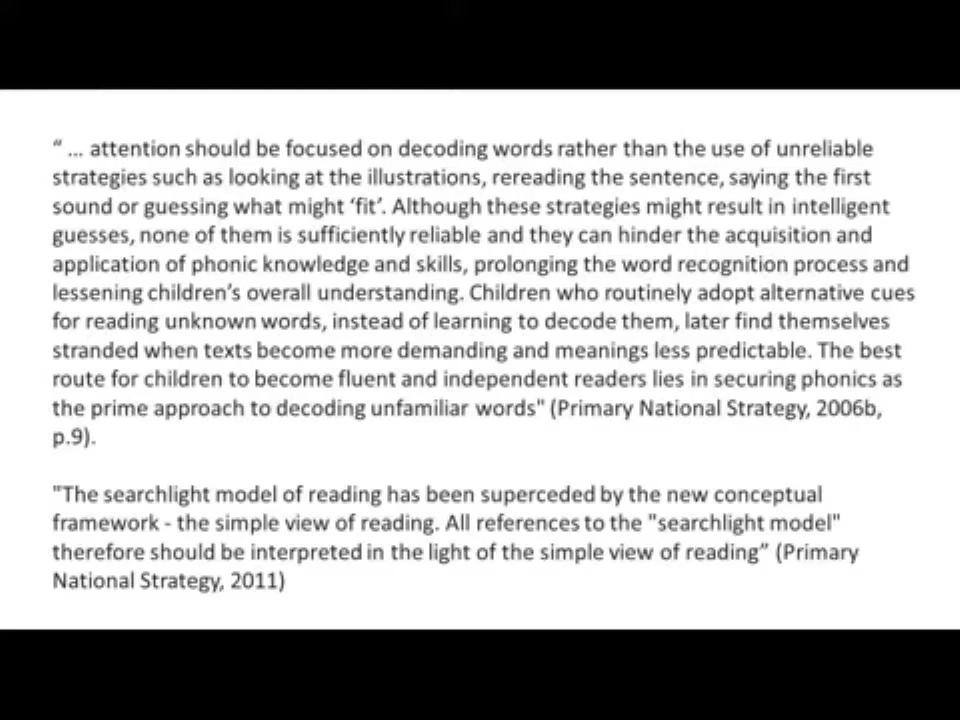 “ ... attention should be focused on decoding words rather than the use of unreliable
strategies such as looking at the illustrations, rereading the sentence, saying the first
sound or guessing what might ‘fit’. Although these strategies might result in intelligent
guesses, none of them is sufficiently reliable and they can hinder the acquisition and
application of phonic knowledge and skills, prolonging the word recognition process and
lessening children’s overall understanding. Children who routinely adopt alternative cues
for reading unknown words, instead of learning to decode them, later find themselves
stranded when texts become more demanding and meanings less predictable. The best
route for children to become fluent and independent readers lies in securing phonics as
the prime approach to decoding unfamiliar words" (Primary National Strategy, 2006b,
p.9).
"The searchlight model of reading has been superceded by the new conceptual
framework - the simple view of reading. All references to the "searchlight model"
therefore should be interpreted in the light of the simple view of reading” (Primary
National Strategy, 2011)